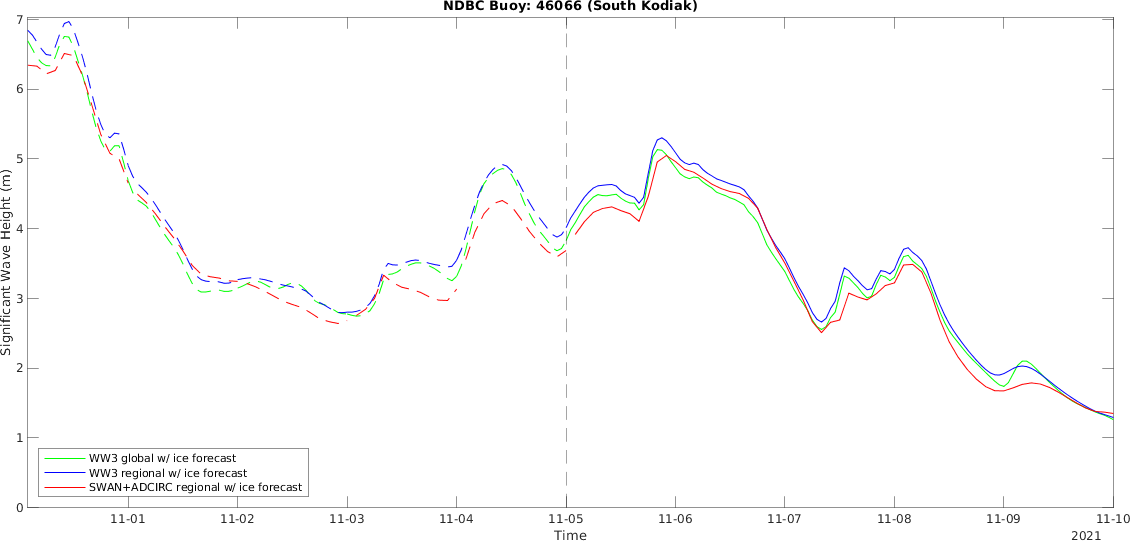 NDBC Buoy: 46066 (South Kodiak)
7
6
5
4
3
2
1
0
Significant Wave Height (m)
WW3 global w/ ice forecast
WW3 regional w/ ice forecast
SWAN+ADCIRC regional w/ ice forecast
11-01 11-02 11-03 11-04 11-05 11-06 11-07 11-08 11-09 11-10
Time
2021